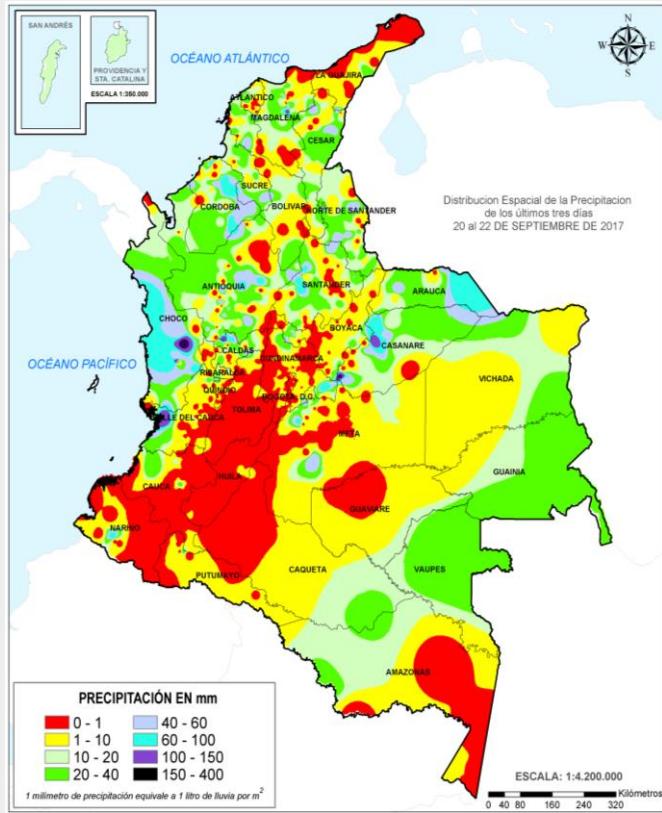 SAN ANDRÉS
PROVIDENCIA Y
STA. CATALINA
ESCALA 1:350.000
OCÉANO ATLÁNTICO
N
W E
S
LA GUAJIRA
ATLANTICO
MAGDALENA
CESAR
SUCRE
CORDOBA
BOLIVAR
NORTE DE SANTANDER
Distribucion Espacial de la Precipitacion
de los últimos tres días
20 al 22 DE SEPTIEMBRE DE 2017
ANTIOQUIA
SANTANDER
ARAUCA
CHOCO
BOYACA
CASANARE
OCÉANO PACÍFICO
CALDAS
CUNDINAMARCA
RISARALDA
VICHADA
QUINDIO
BOGOTA, D.C.
TOLIMA
VALLE DEL CAUCA
META
GUAINIA
HUILA
CAUCA
GUAVIARE
NARIÑO
VAUPES
PUTUMAYO
CAQUETA
AMAZONAS
PRECIPITACIÓN EN mm
0 - 1 40 - 60
1 - 10 60 - 100
10 - 20 100 - 150
20 - 40 150 - 400
1 milimetro de precipitación equivale a 1 litro de lluvia por m²
ESCALA: 1:4.200.000
Kilómetros
0 40 80 160 240 320